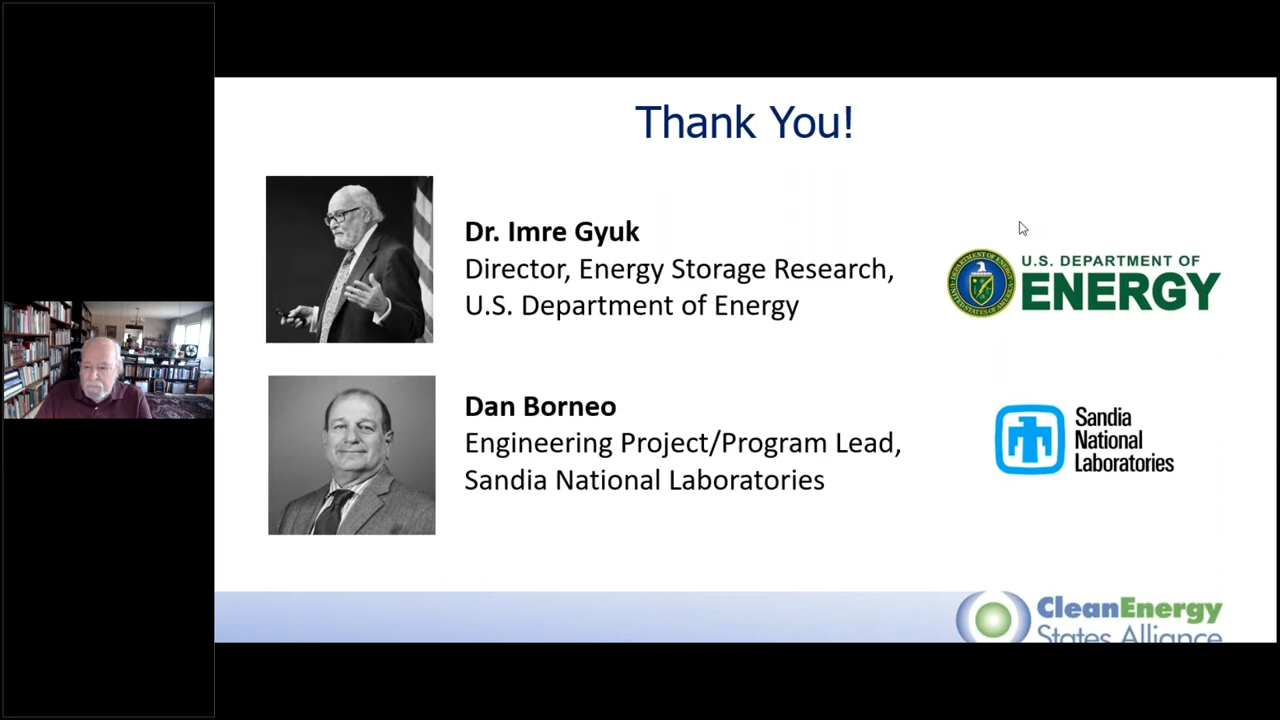 Thank You!
Dr. Imre Gyuk
Director, Energy Storage Research,
U.S. Department of Energy
U.S. DEPARTMENT OF
ENERGY
Dan Borneo
Engineering Project/Program Lead,
Sandia National Laboratories
Sandia
National
Laboratories
CleanEnergy
States Alliance